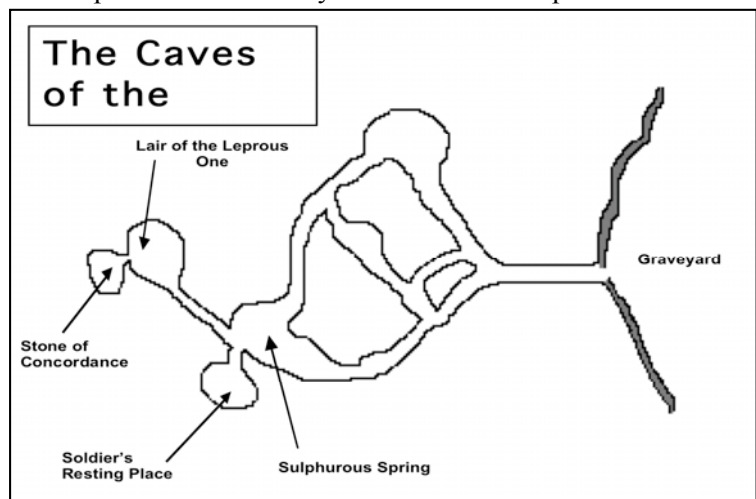 The Caves
of the
Lair of the Leprous
One
Graveyard
Stone of
Concordance
Soldier's
Resting Place
Sulphurous Spring